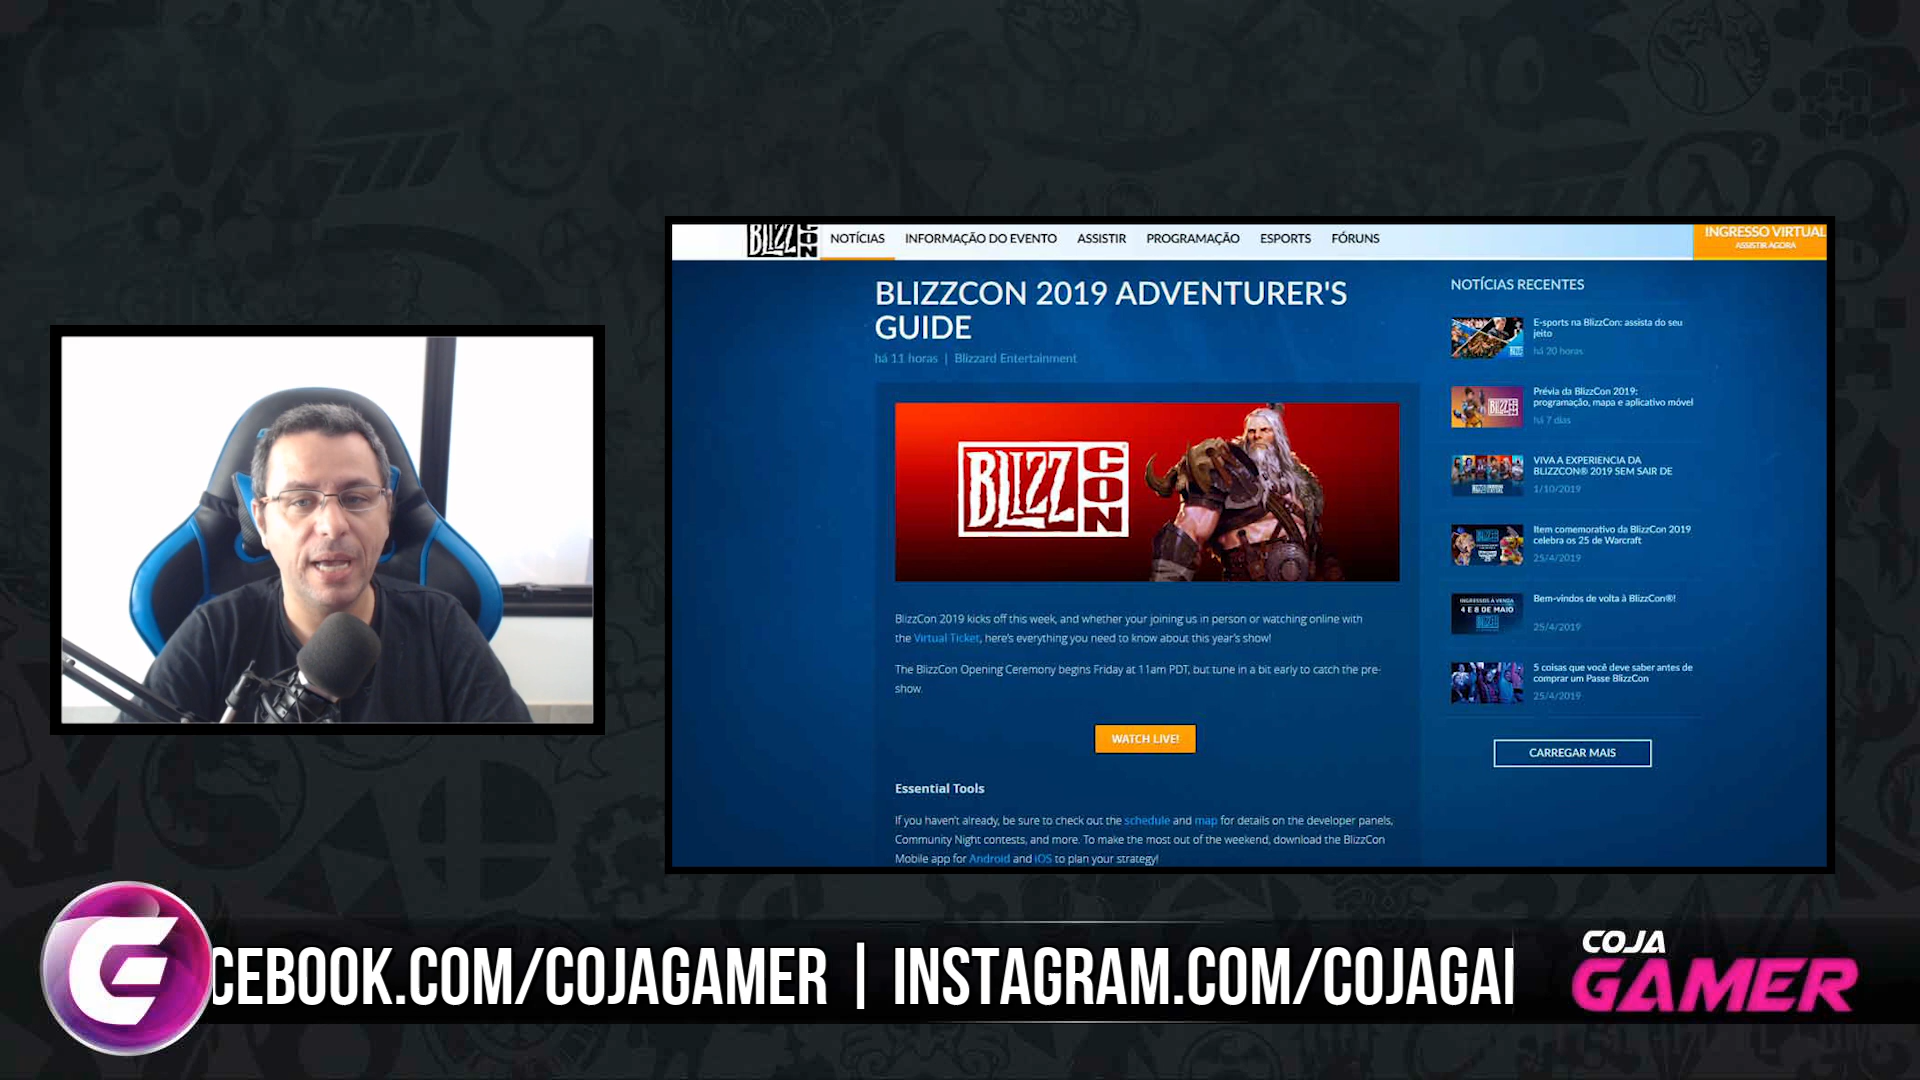 BLIZZ CON
NOTÍCIAS INFORMAÇÃO DO EVENTO ASSISTIR PROGRAMAÇÃO ESPORTS FÓRUNS
INGRESSO VIRTUAL
ASSISTIR AGORA
BLIZZCON 2019 ADVENTURER'S
GUIDE
há 11 horas | Blizzard Entertainment
BLIZZ CON
BlizzCon 2019 kicks off this week, and whether your joining us in person or watching online with
the Virtual Ticket, here's everything you need to know about this year's show!
The BlizzCon Opening Ceremony begins Friday at 11am PDT, but tune in a bit early to catch the pre-
show.
WATCH LIVE!
Essential Tools
If you haven't already, be sure to check out the schedule and map for details on the developer panels,
Community Night contests, and more. To make the most out of the weekend, download the BlizzCon
Mobile app for Android and iOS to plan your strategy!
NOTÍCIAS RECENTES
E-sports na BlizzCon: assista do seu
jeito
há 20 horas
Prévia da BlizzCon 2019:
programação, mapa e aplicativo móvel
há 7 dias
VIVA A EXPERIENCIA DA
BLIZZCON® 2019 SEM SAIR DE
1/10/2019
Item comemorativo da BlizzCon 2019
celebra os 25 de Warcraft
25/4/2019
INGRESSOS À VENDA
4 E 8 DE MAIO
Bem-vindos de volta à BlizzCon®!
25/4/2019
5 coisas que você deve saber antes de
comprar um Passe BlizzCon
25/4/2019
CARREGAR MAIS
CEBOOK.COM/COJAGAMER | INSTAGRAM.COM/COJAGAI
COJA
GAMER